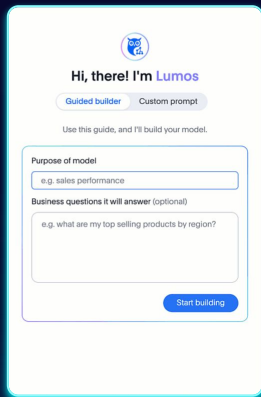 Hi, there! I'm Lumos
Guided builder Custom prompt
Use this guide, and I'll build your model.
Purpose of model
e.g. sales performance
Business questions it will answer (optional)
e.g. what are my top selling products by region?
Start building